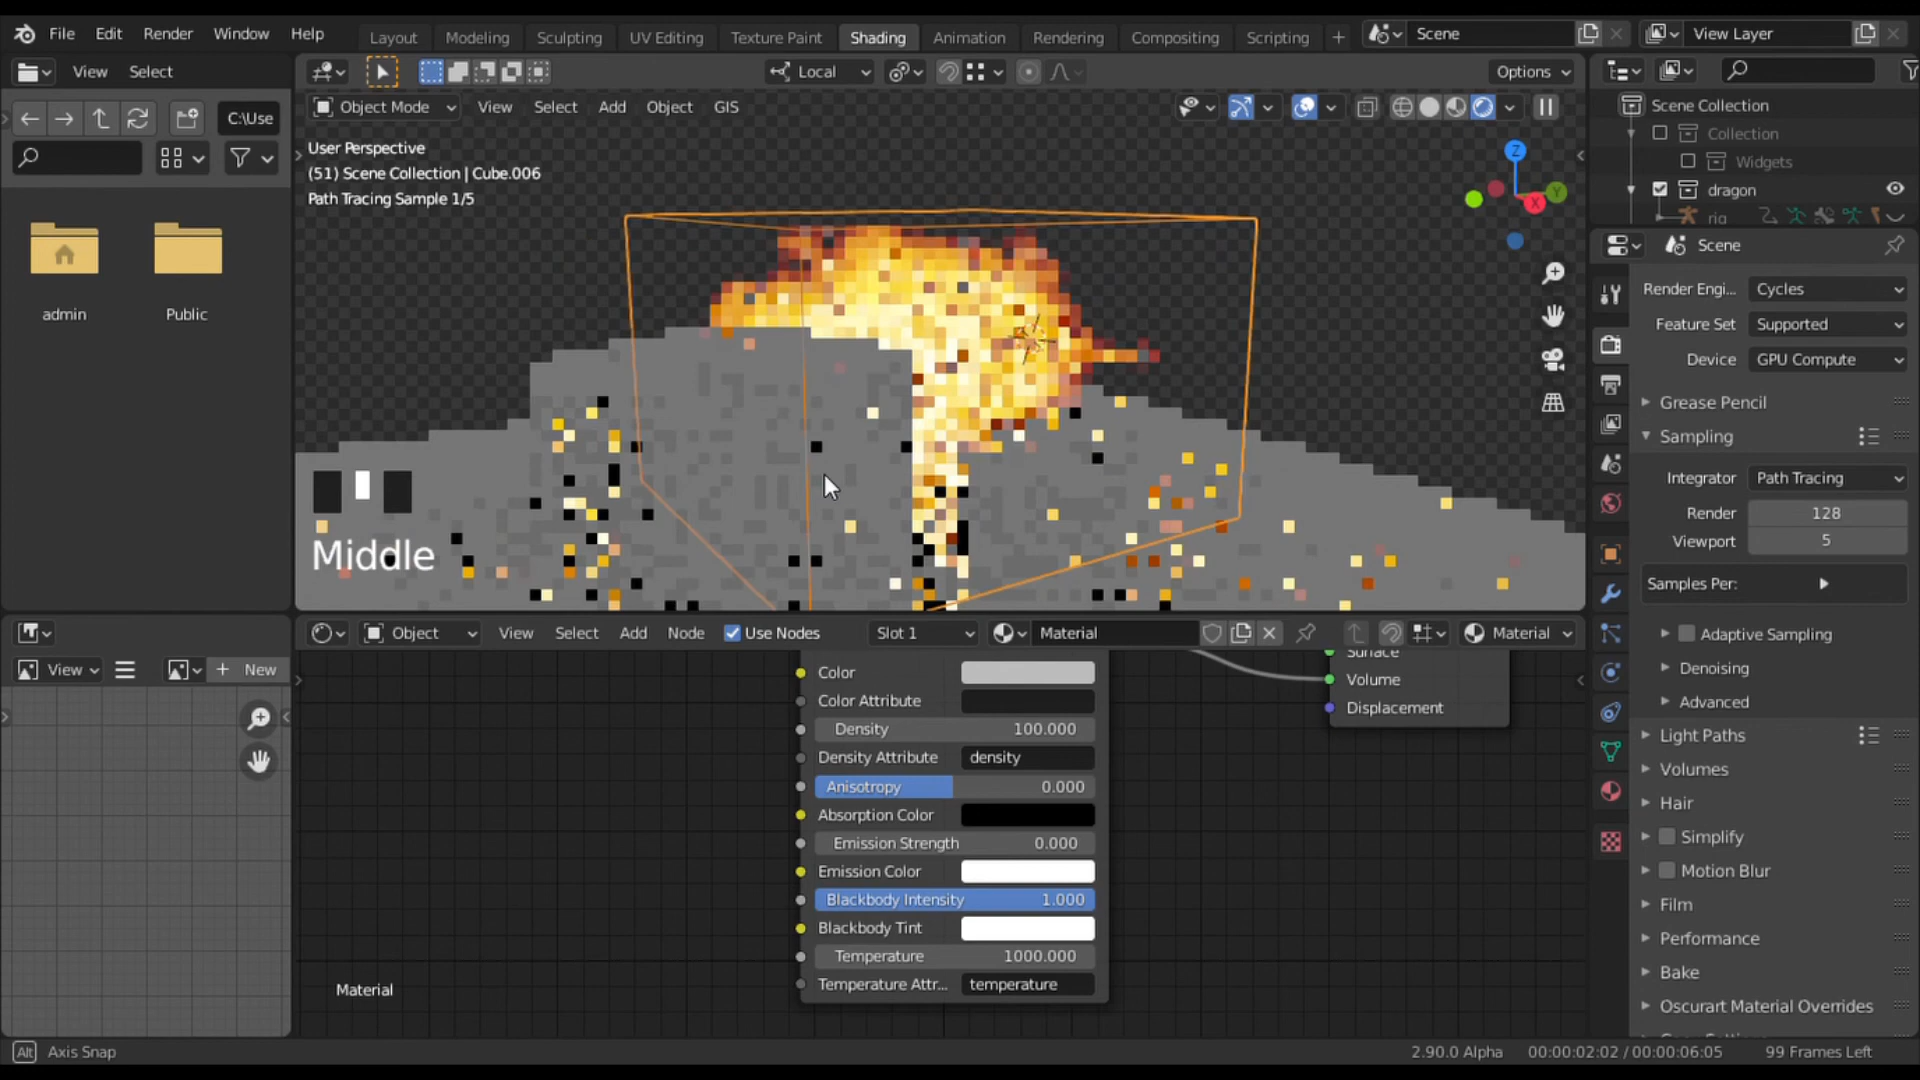 File Edit Render Window Help
Layout Modeling Sculpting UV Editing Texture Paint Shading Animation Rendering Compositing Scripting +
Scene
View Layer
View Select
Local
Options
Object Mode View Select Add Object GIS
C:\Use
admin
Public
User Perspective
(51) Scene Collection | Cube.006
Path Tracing Sample 1/5
Z
Y
X
Middle
Scene Collection
Collection
Widgets
dragon
rig
Scene
Render Engi... Cycles
Feature Set Supported
Device GPU Compute
Grease Pencil
Sampling
Integrator Path Tracing
Render 128
Viewport 5
Samples Per:
Adaptive Sampling
Denoising
Advanced
Light Paths
Volumes
Hair
Simplify
Motion Blur
Film
Performance
Bake
Oscurart Material Overrides
View
New
Object View Select Add Node Use Nodes Slot 1 Material Material
Surface
Volume
Displacement
Color
Color Attribute
Density 100.000
Density Attribute density
Anisotropy 0.000
Absorption Color
Emission Strength 0.000
Emission Color
Blackbody Intensity 1.000
Blackbody Tint
Temperature 1000.000
Temperature Attr... temperature
Material
Alt Axis Snap
2.90.0 Alpha 00:00:02:02 / 00:00:06:05 99 Frames Left